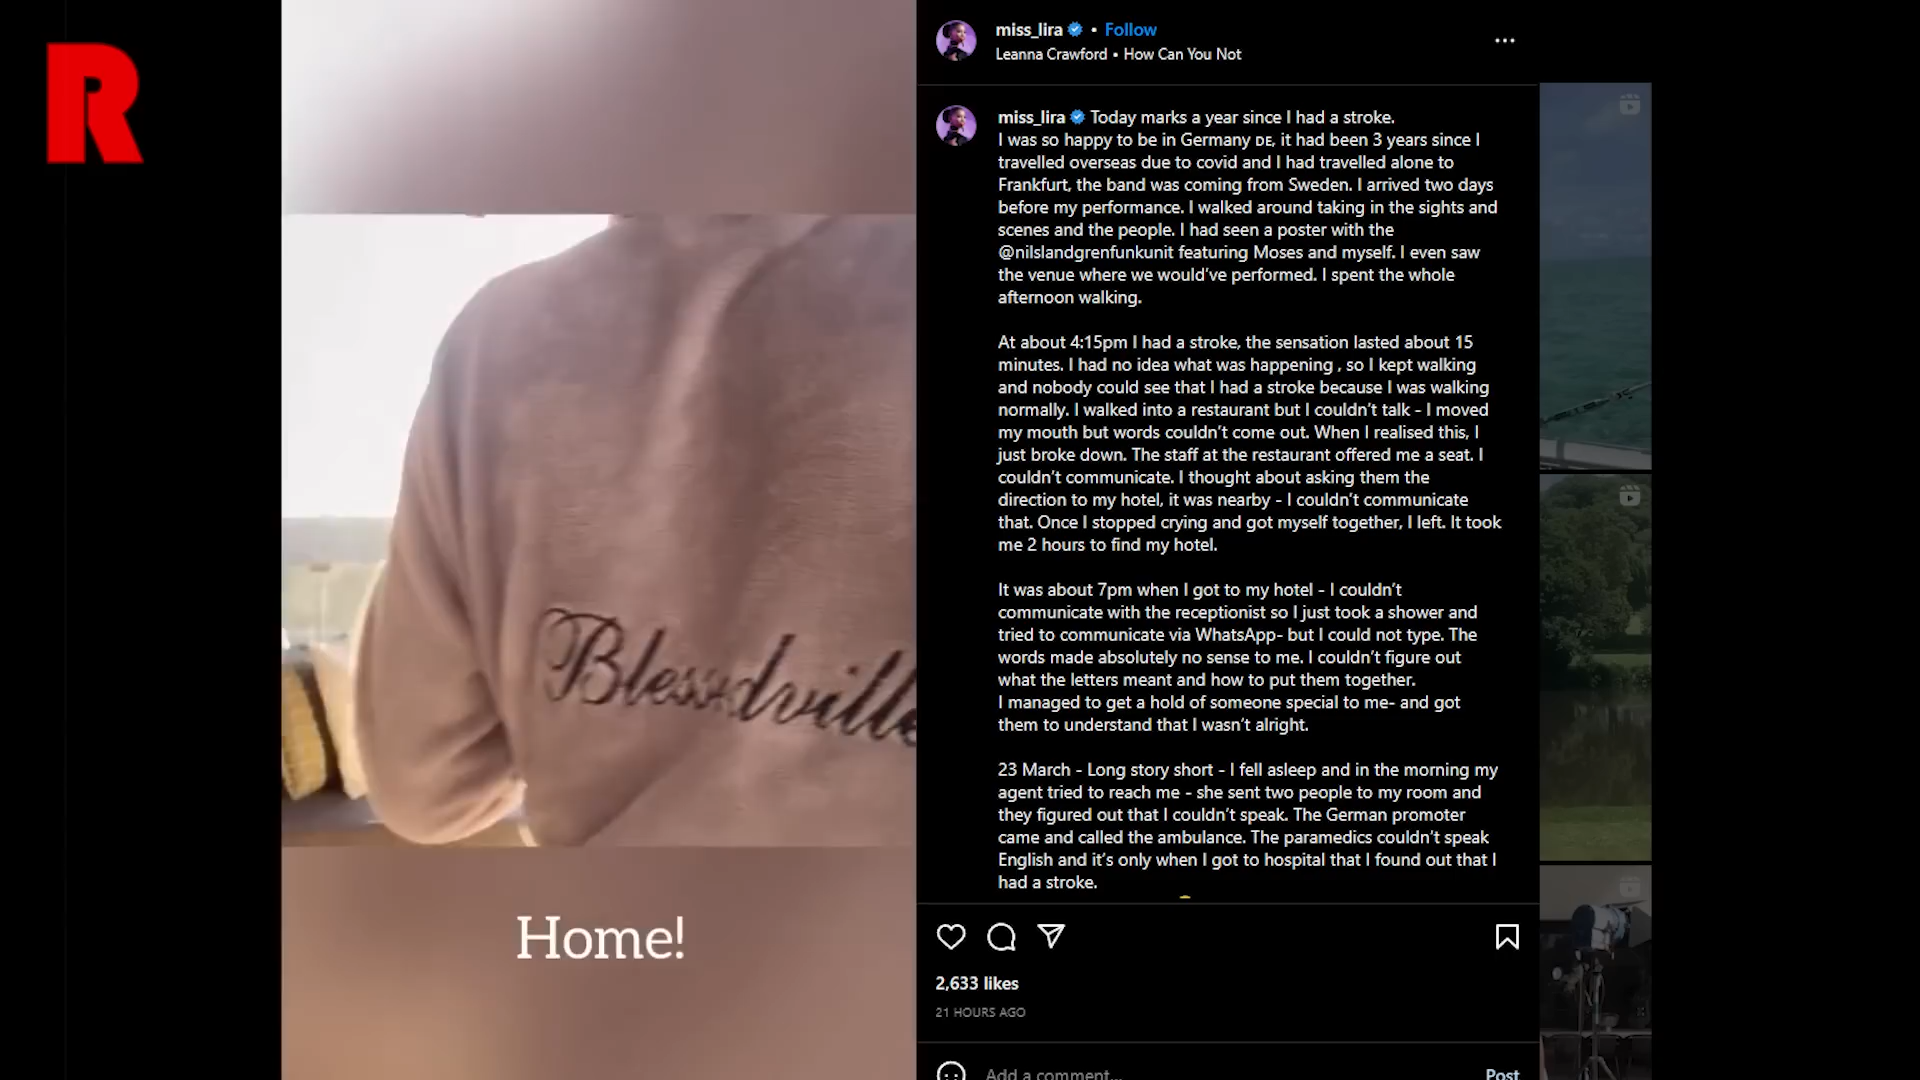 R
Blessedville
Home!
miss_lira • Follow
Leanna Crawford • How Can You Not
miss_lira Today marks a year since I had a stroke.
I was so happy to be in Germany DE, it had been 3 years since I
travelled overseas due to covid and I had travelled alone to
Frankfurt, the band was coming from Sweden. I arrived two days
before my performance. I walked around taking in the sights and
scenes and the people. I had seen a poster with the
@nilslandgrenfunkunit featuring Moses and myself. I even saw
the venue where we would've performed. I spent the whole
afternoon walking.
At about 4:15pm I had a stroke, the sensation lasted about 15
minutes. I had no idea what was happening , so I kept walking
and nobody could see that I had a stroke because I was walking
normally. I walked into a restaurant but I couldn't talk - I moved
my mouth but words couldn't come out. When I realised this, I
just broke down. The staff at the restaurant offered me a seat. I
couldn't communicate. I thought about asking them the
direction to my hotel, it was nearby - I couldn't communicate
that. Once I stopped crying and got myself together, I left. It took
me 2 hours to find my hotel.
It was about 7pm when I got to my hotel - I couldn't
communicate with the receptionist so I just took a shower and
tried to communicate via WhatsApp- but I could not type. The
words made absolutely no sense to me. I couldn't figure out
what the letters meant and how to put them together.
I managed to get a hold of someone special to me- and got
them to understand that I wasn't alright.
23 March - Long story short - I fell asleep and in the morning my
agent tried to reach me - she sent two people to my room and
they figured out that I couldn't speak. The German promoter
came and called the ambulance. The paramedics couldn't speak
English and it's only when I got to hospital that I found out that I
had a stroke.
2,633 likes
21 HOURS AGO
Add a comment...
Post